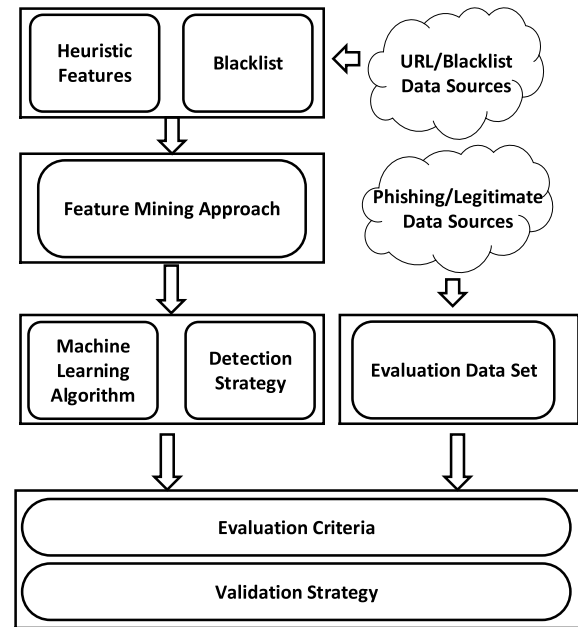 Heuristic
Features
Blacklist
URL/Blacklist
Data Sources
Feature Mining Approach
Phishing/Legitimate
Data Sources
Machine
Learning
Algorithm
Detection
Strategy
Evaluation Data Set
Evaluation Criteria
Validation Strategy